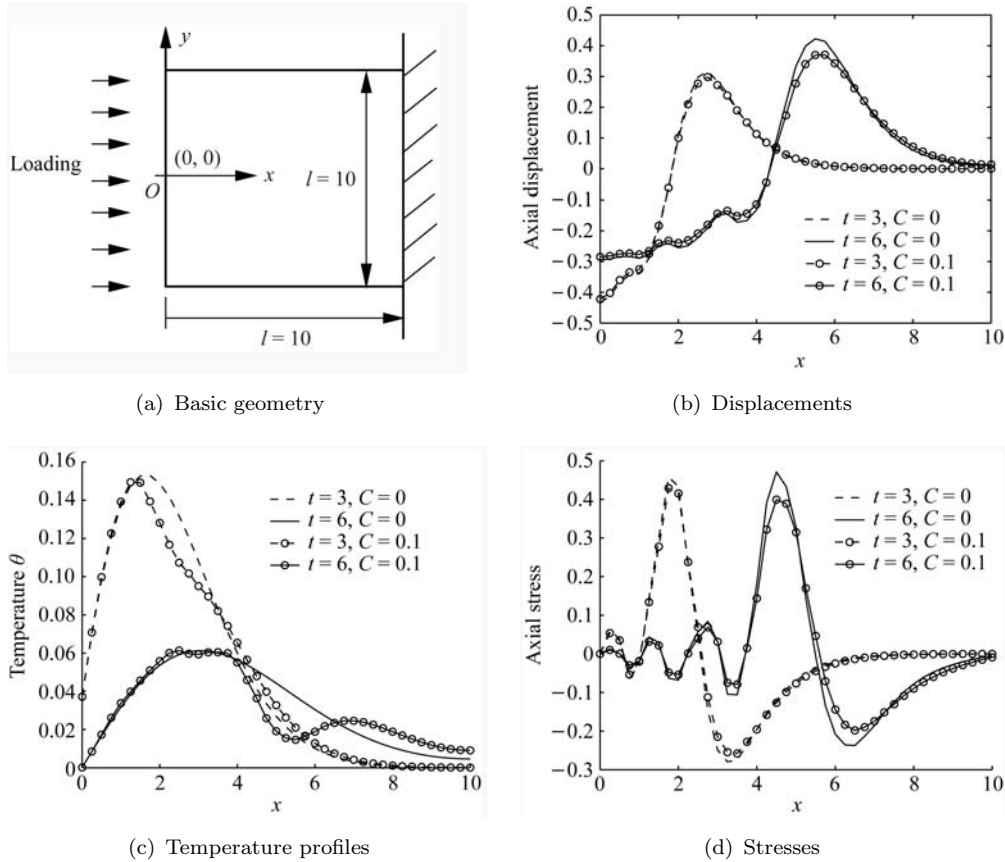 y
Loading
(0, 0)
O
x
l = 10
l = 10
(a) Basic geometry
0.5
0.4
0.3
0.2
0.1
0
−0.1
−0.2
−0.3
−0.4
−0.5
Axial displacement
t = 3, C = 0
t = 6, C = 0
t = 3, C = 0.1
t = 6, C = 0.1
0 2 4 6 8 10
x
(b) Displacements
0.16
0.14
0.12
0.10
0.08
0.06
0.04
0.02
0
Temperature θ
t = 3, C = 0
t = 6, C = 0
t = 3, C = 0.1
t = 6, C = 0.1
0 2 4 6 8 10
x
(c) Temperature profiles
0.5
0.4
0.3
0.2
0.1
0
−0.1
−0.2
−0.3
Axial stress
t = 3, C = 0
t = 6, C = 0
t = 3, C = 0.1
t = 6, C = 0.1
0 2 4 6 8 10
x
(d) Stresses